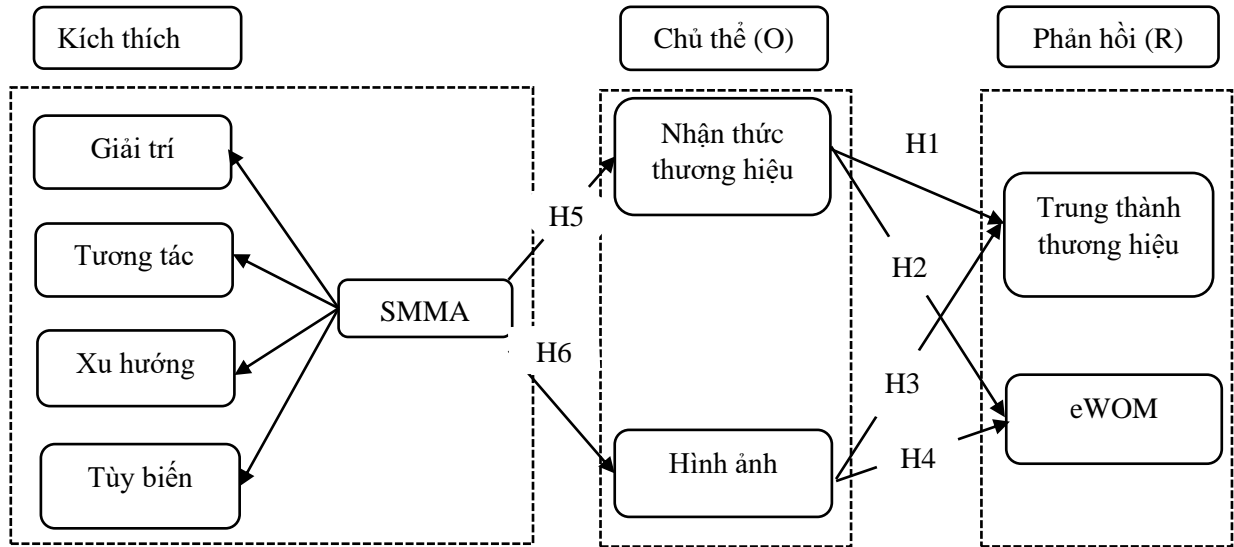 Kích thích
Chủ thể (O)
Phản hồi (R)
Giải trí
Tương tác
Xu hướng
Tùy biến
SMMA
H5
H6
Nhận thức
thương hiệu
Hình ảnh
H1
H2
H3
H4
Trung thành
thương hiệu
eWOM